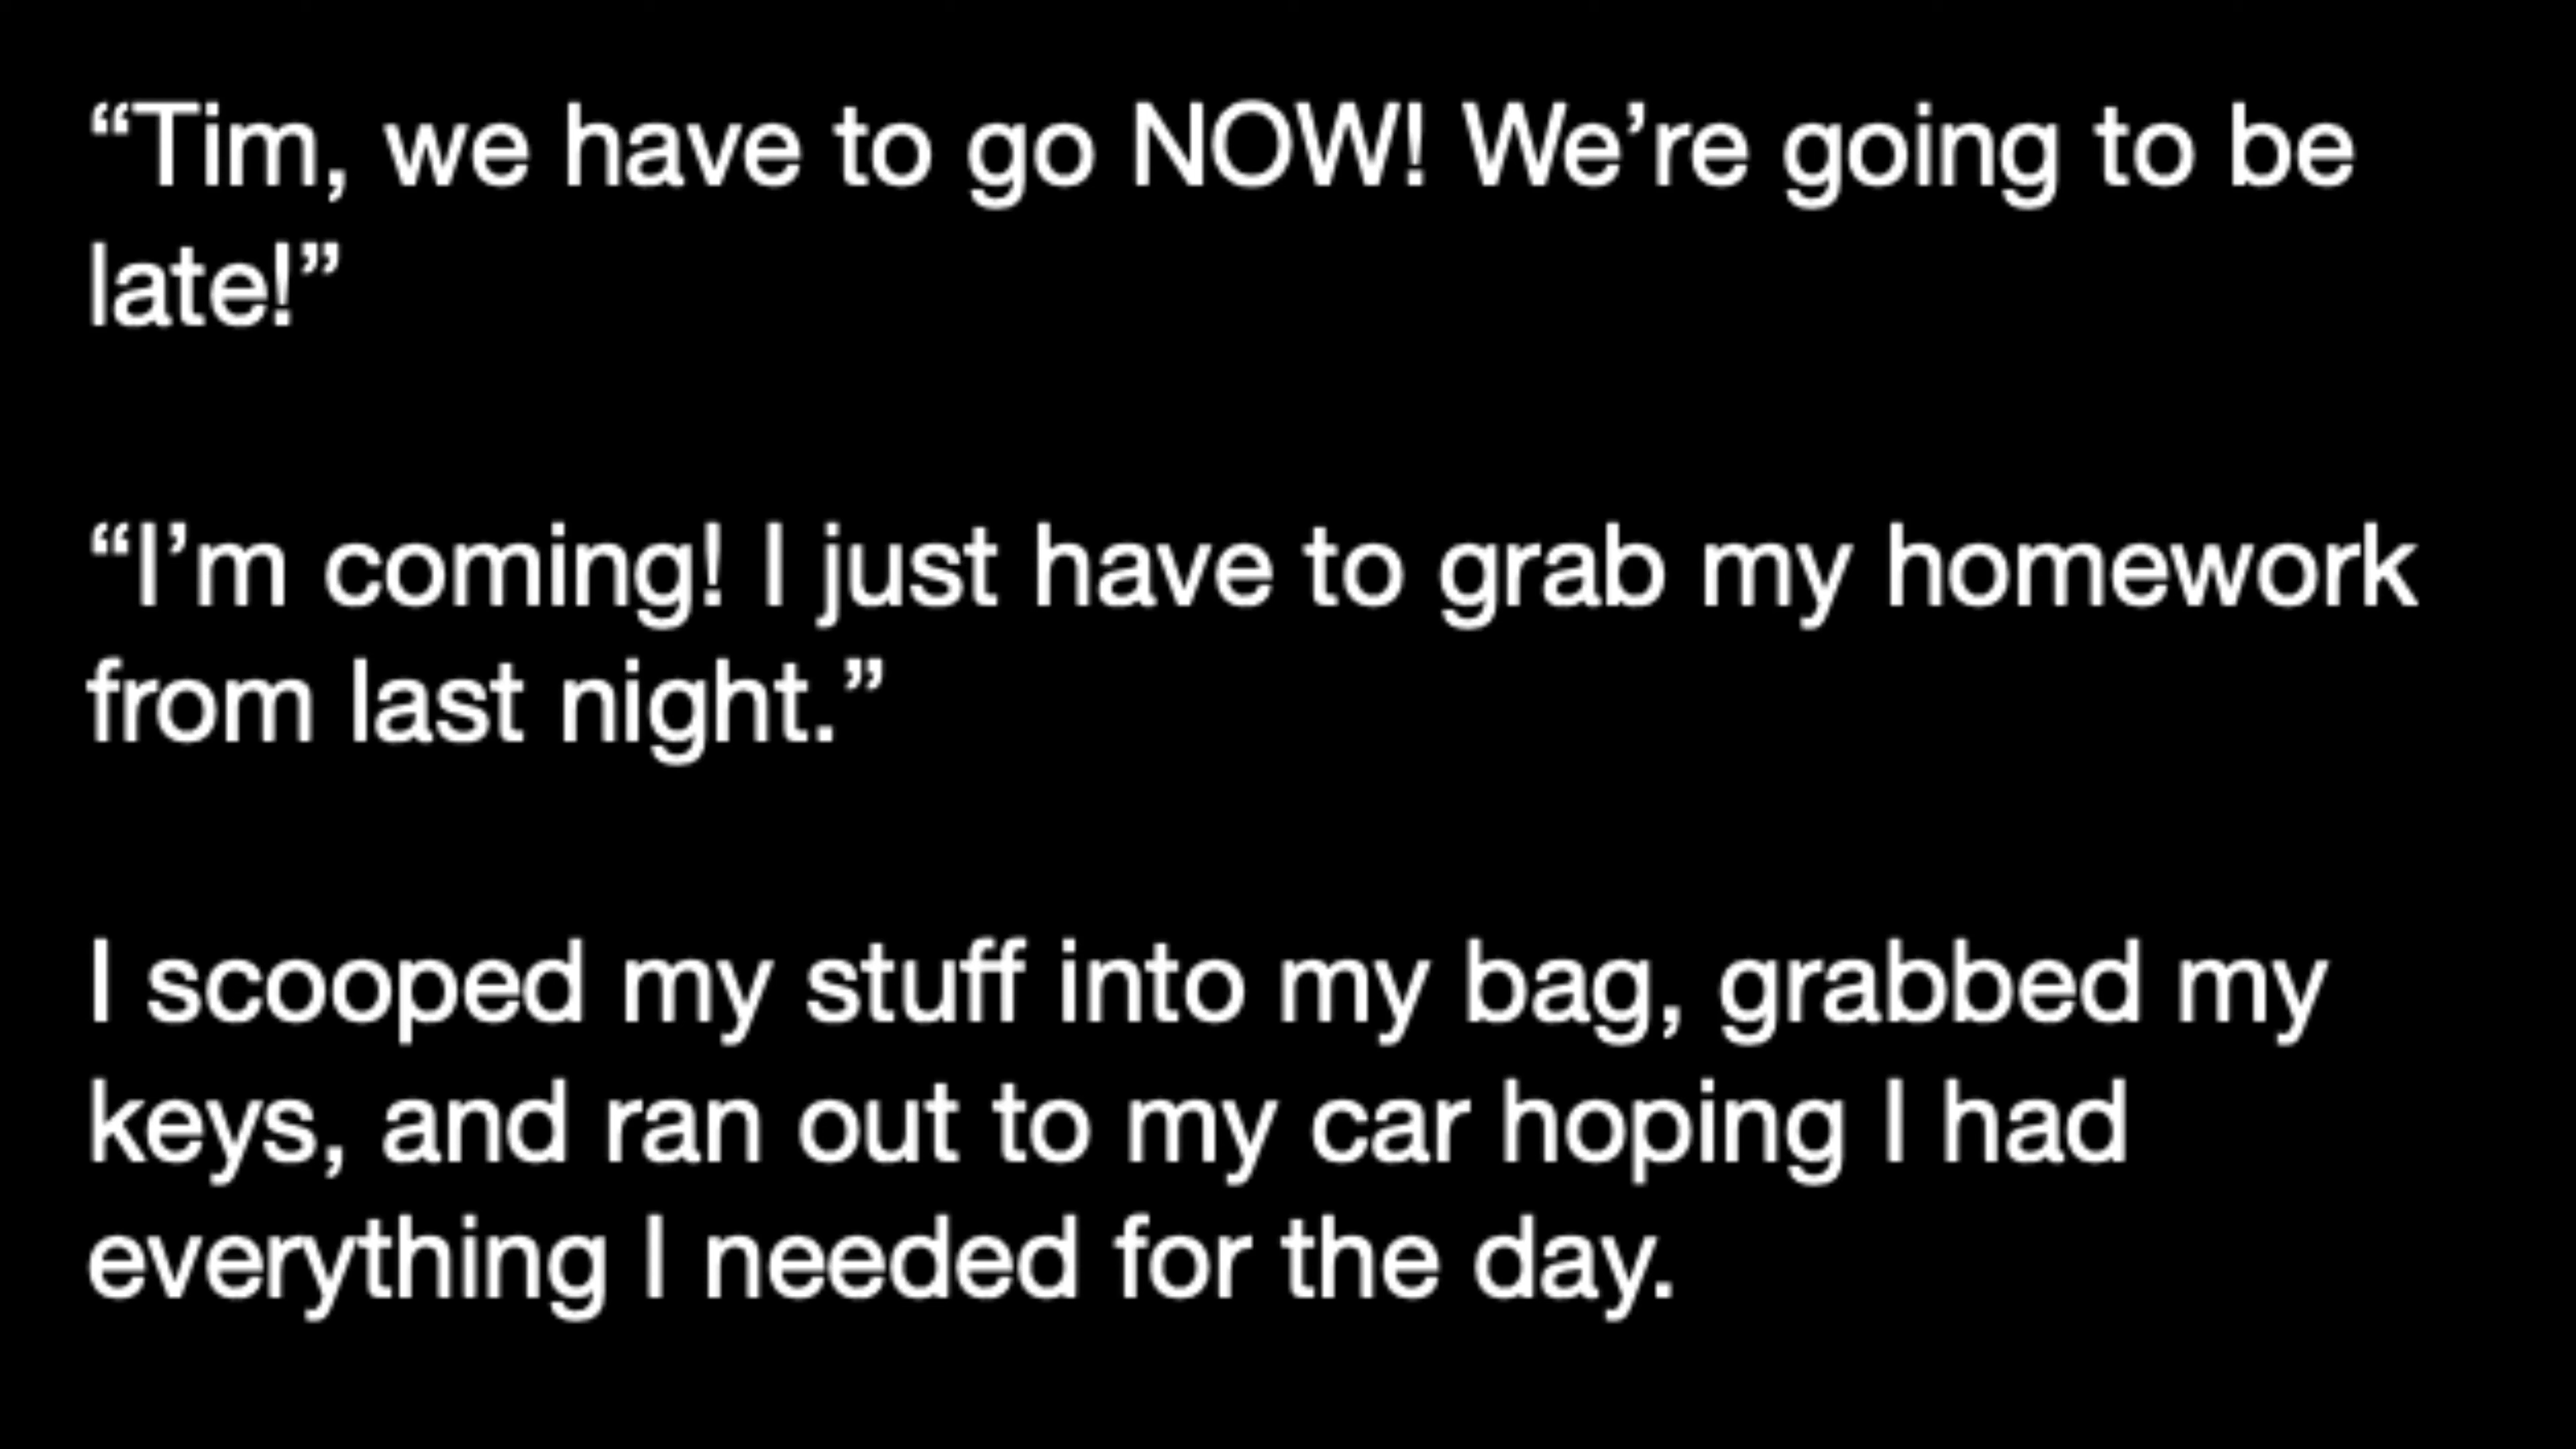 “Tim, we have to go NOW! We’re going to be
late!”
“I’m coming! I just have to grab my homework
from last night.”
I scooped my stuff into my bag, grabbed my
keys, and ran out to my car hoping I had
everything I needed for the day.